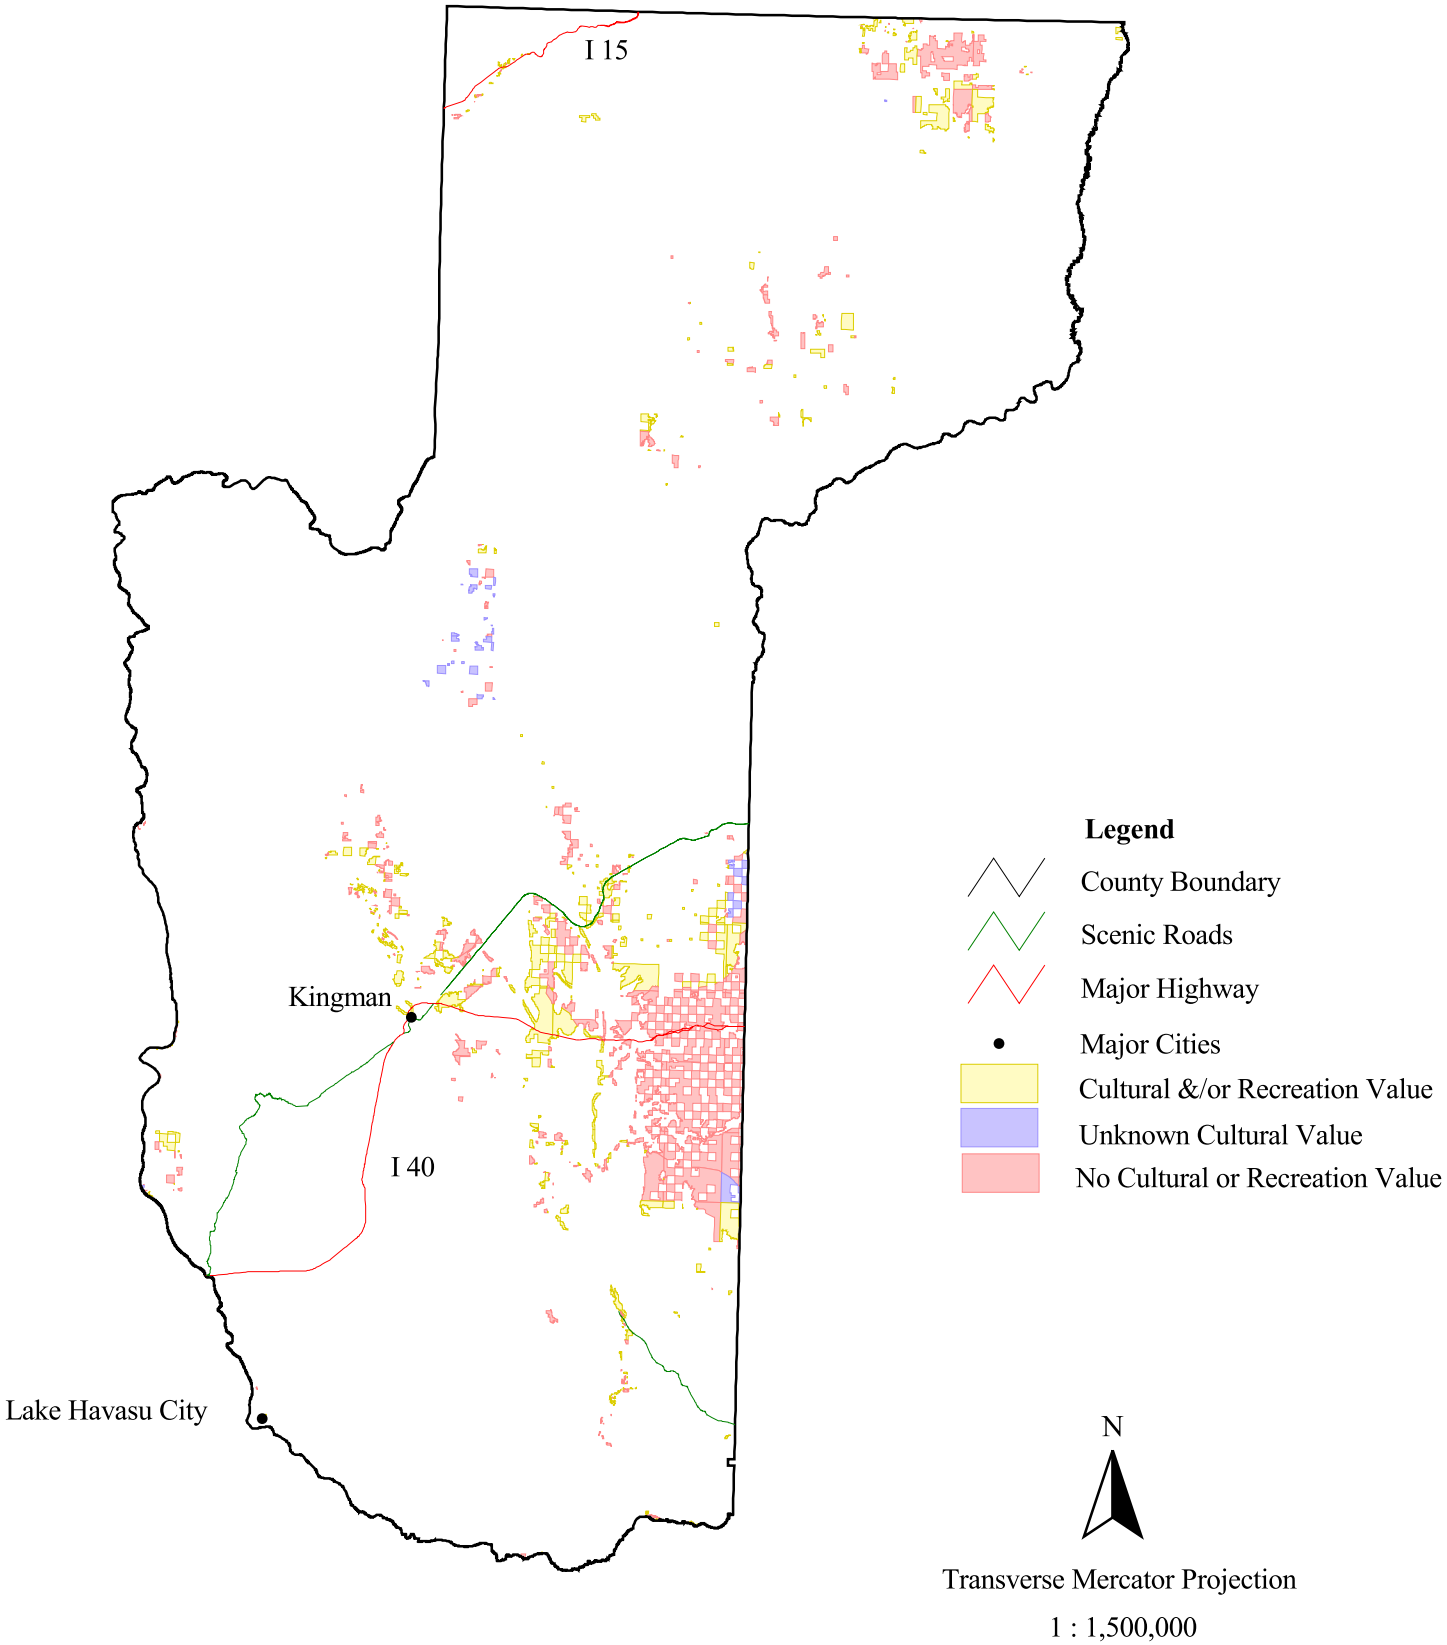 I 15
Legend
County Boundary
Scenic Roads
Major Highway
Kingman
Major Cities
Cultural &/or Recreation Value
Unknown Cultural Value
I 40
No Cultural or Recreation Value
Lake Havasu City
N
Transverse Mercator Projection
1 : 1,500,000